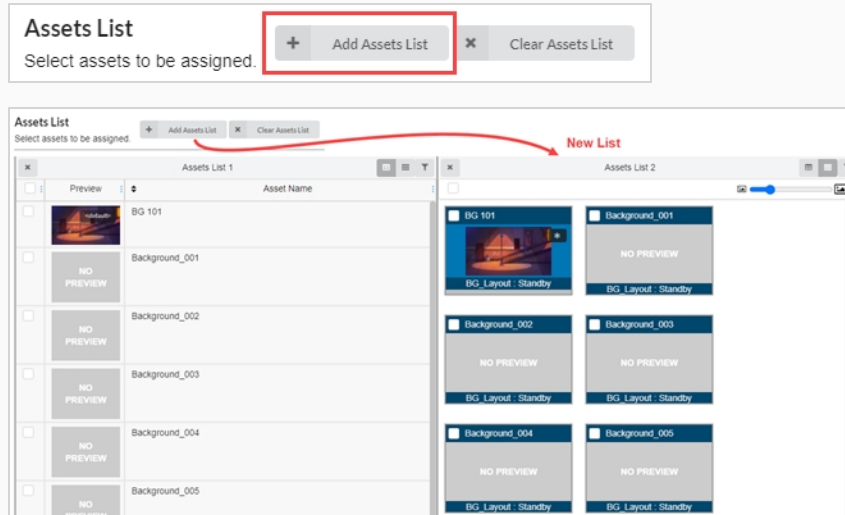 Assets List
Select assets to be assigned.
+ Add Assets List
× Clear Assets List
Assets List
Select assets to be assigned.
+ Add Assets List
× Clear Assets List
New List
× Assets List 1
× Assets List 2
Preview
Asset Name
BG 101
Background_001
NO
PREVIEW
Background_002
NO
PREVIEW
Background_003
NO
PREVIEW
Background_004
NO
PREVIEW
Background_005
NO
BG 101
BG_Layout : Standby
Background_001
NO PREVIEW
BG_Layout : Standby
Background_002
NO PREVIEW
BG_Layout : Standby
Background_003
NO PREVIEW
BG_Layout : Standby
Background_004
NO PREVIEW
BG_Layout : Standby
Background_005
NO PREVIEW
BG_Layout : Standby